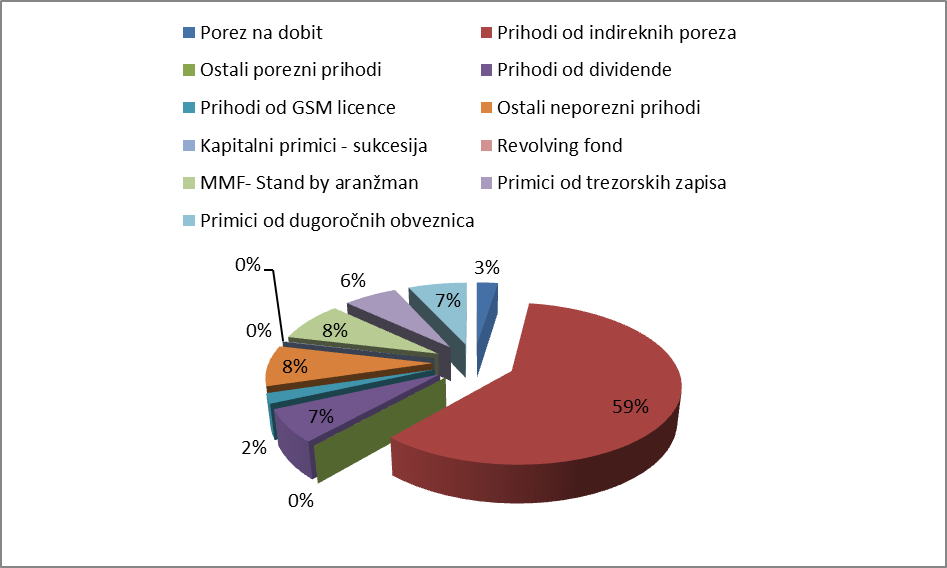 Porez na dobit
Prihodi od indireknih poreza
Ostali porezni prihodi
Prihodi od dividende
Prihodi od GSM licence
Ostali neporezni prihodi
Kapitalni primici - sukcesija
Revolving fond
MMF- Stand by aranžman
Primici od trezorskih zapisa
Primici od dugoročnih obveznica
0%
3%
6%
7%
0%
8%
8%
59%
7%
2%
0%